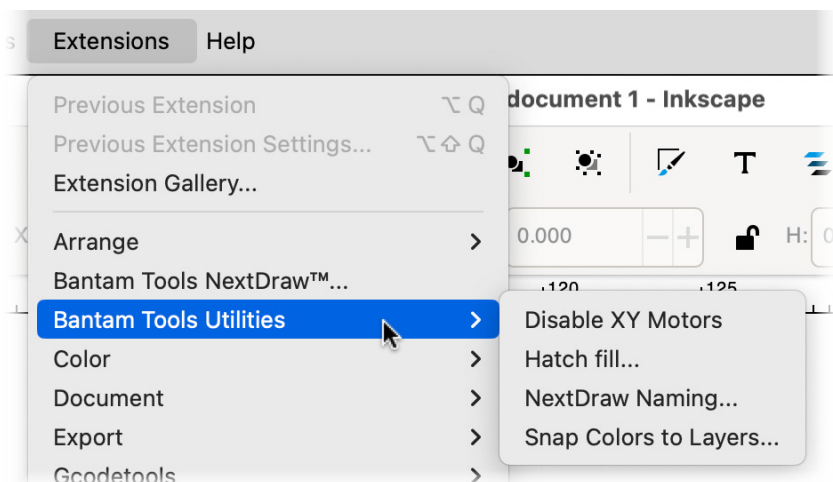 Extensions Help
document 1 - Inkscape
Previous Extension ⌥ Q
Previous Extension Settings... ⌥⇧ Q
Extension Gallery...
T
X
0.000
H:
Arrange
120 125
Bantam Tools NextDraw™...
Bantam Tools Utilities
Disable XY Motors
Hatch fill...
NextDraw Naming...
Snap Colors to Layers...
Color
Document
Export
Gcodetools